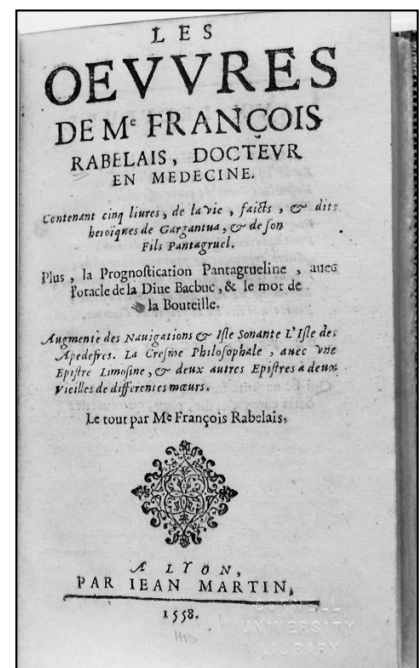 LES
OEVVRES
DE Mᵉ FRANÇOIS
RABELAIS, DOCTEVR
EN MEDECINE.
Contenant cinq liures, de la vie, faicts, & dits
heroïques de Gargantua, & de son
Fils Pantagruel.
Plus, la Prognostication Pantagrueline, auec
l'oracle de la Diue Bacbuc, & le mot de
la Bouteille.
Augmenté des Nauigations & Isle Sonante L'Isle des
Apedefres. La Cresme Philosophale, auec vne
Epistre Limosine, & deux autres Epistres a deux
Vieilles de differentes mœurs.
Le tout par Mᵉ François Rabelais,
A LYON,
PAR IEAN MARTIN,
1558.
UNIVERSITY
LIBRARY